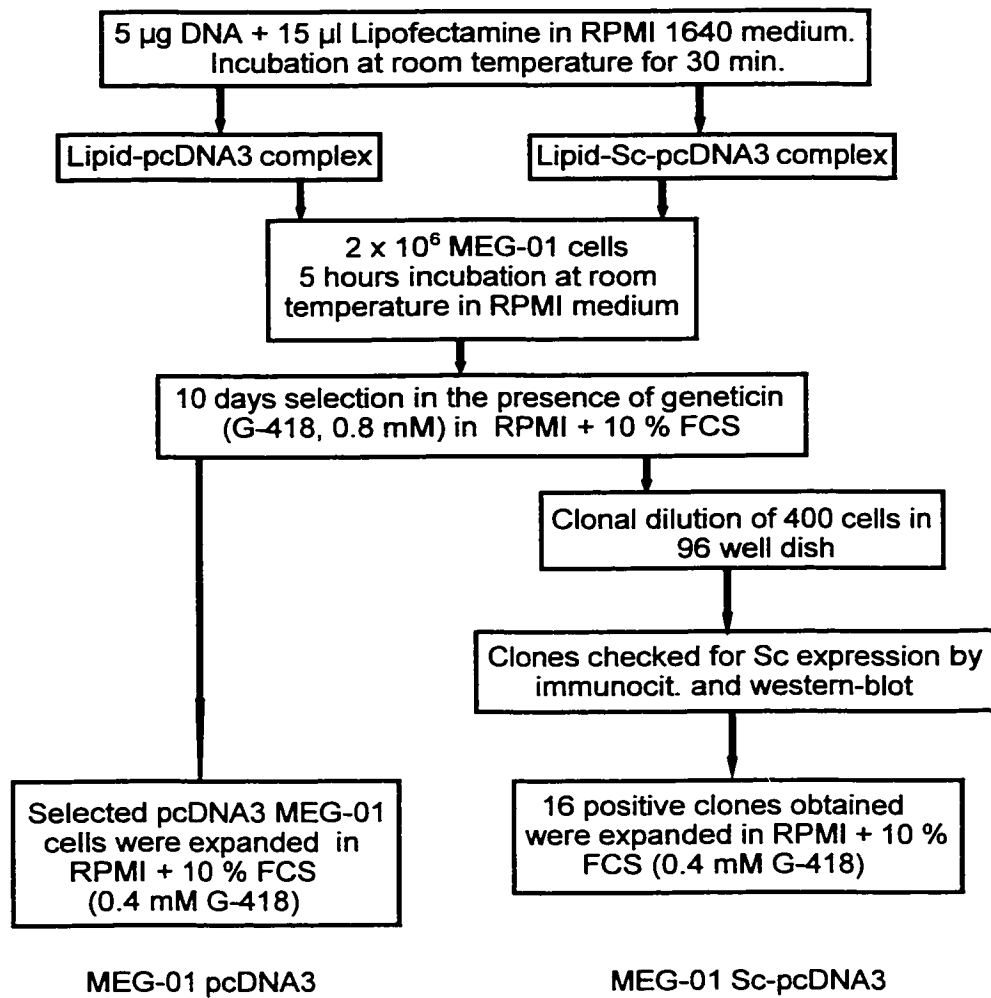 5 µg DNA + 15 µl Lipofectamine in RPMI 1640 medium.
Incubation at room temperature for 30 min.
Lipid-pcDNA3 complex
Lipid-Sc-pcDNA3 complex
2 x 10⁶ MEG-01 cells
5 hours incubation at room
temperature in RPMI medium
10 days selection in the presence of geneticin
(G-418, 0.8 mM) in RPMI + 10 % FCS
Clonal dilution of 400 cells in
96 well dish
Clones checked for Sc expression by
immunocit. and western-blot
Selected pcDNA3 MEG-01
cells were expanded in
RPMI + 10 % FCS
(0.4 mM G-418)
16 positive clones obtained
were expanded in RPMI + 10 %
FCS (0.4 mM G-418)
MEG-01 pcDNA3
MEG-01 Sc-pcDNA3